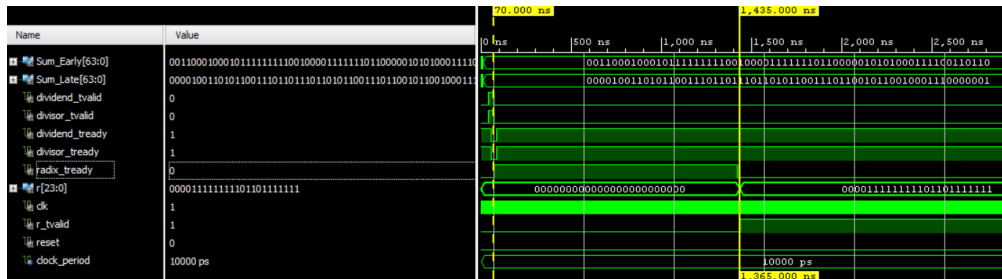 Name Value
70.000 ns 1,435.000 ns
0 ns 500 ns 1,000 ns 1,500 ns 2,000 ns 2,500 ns
Sum_Early[63:0]
Sum_Late[63:0]
dividend_tvalid 0
divisor_tvalid 0
dividend_tready 1
divisor_tready 1
radix_tready 0
r[23:0] 000011111111101101111111 000000000000000000000000 000011111111101101111111
clk 1
r_tvalid 1
reset 0
clock_period 10000 ps 10000 ps
1,365.000 ns